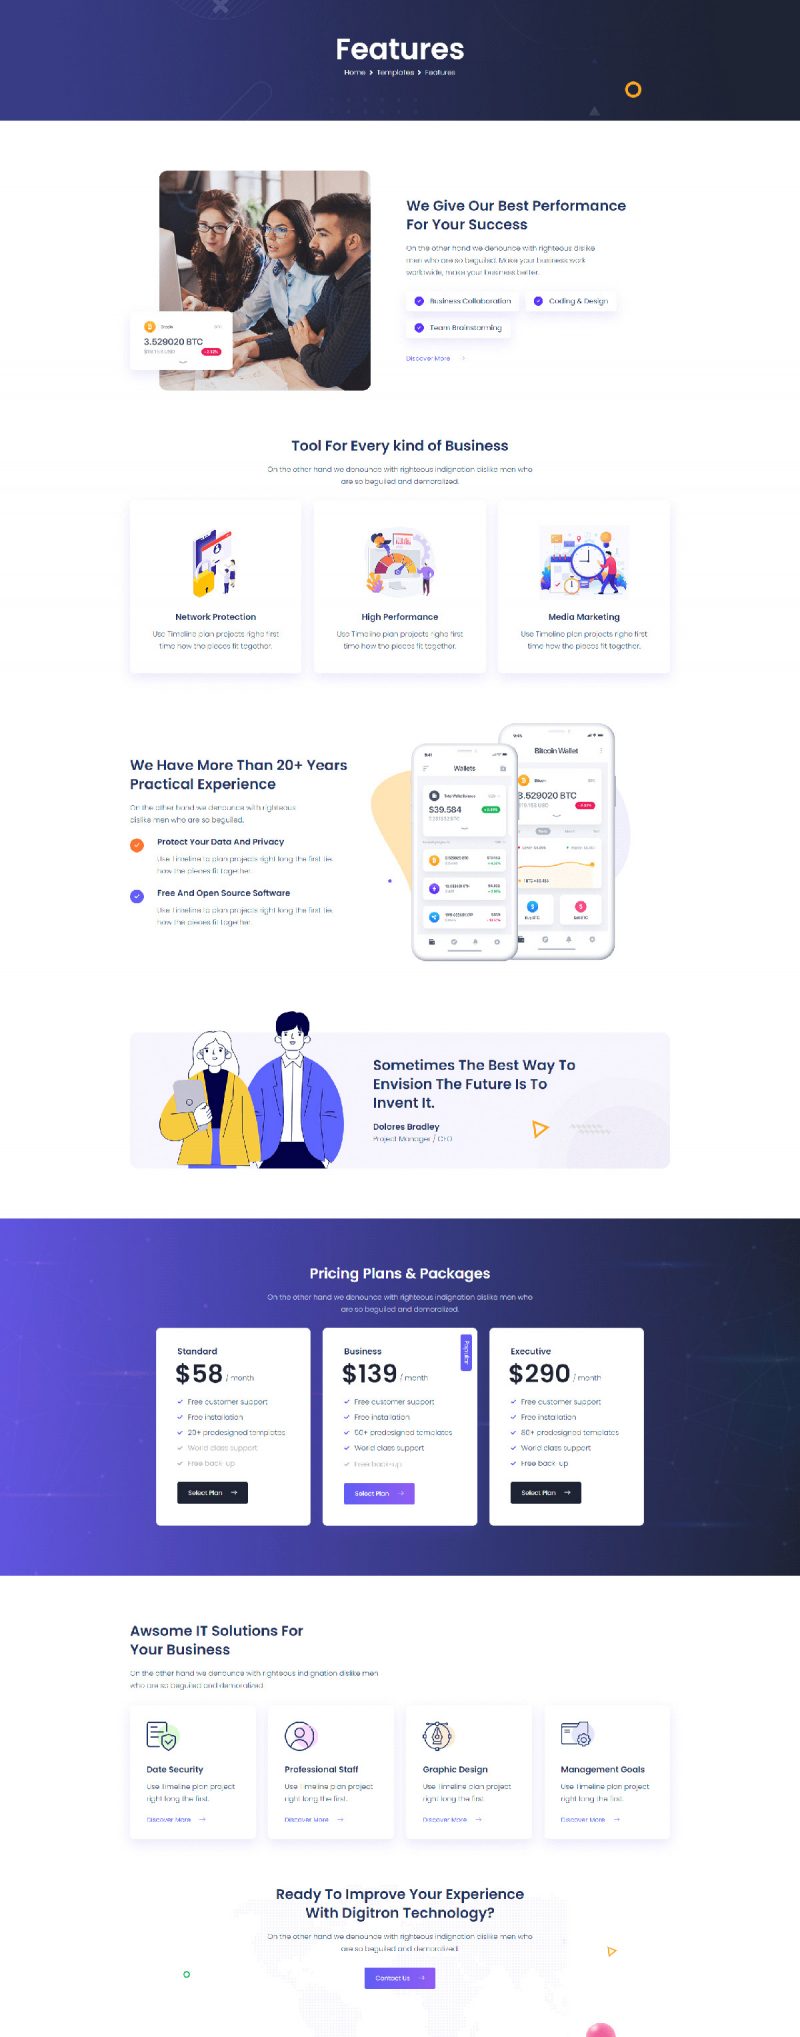 Features
Home > Templates > Features
We Give Our Best Performance
For Your Success
On the other hand we denounce with righteous dislike
men who are so beguiled. Make your business work
worldwide, make your business better.
Business Collaboration
Coding & Design
Team Brainstorming
Discover More
Bitcoin
3.529020 BTC
Tool For Every kind of Business
On the other hand we denounce with righteous indignation dislike men who
are so beguiled and demoralized.
Network Protection
Use Timeline plan projects righe first
time how the pieces fit together.
High Performance
Use Timeline plan projects righe first
time how the pieces fit together.
Media Marketing
Use Timeline plan projects righe first
time how the pieces fit together.
We Have More Than 20+ Years
Practical Experience
On the other hand we denounce with righteous
dislike men who are so beguiled.
Protect Your Data And Privacy
Use Timeline to plan projects right long the first tie.
how the pieces fit together.
Free And Open Source Software
Use Timeline to plan projects right long the first tie.
how the pieces fit together.
9:41
Wallets
Total Wallet Balance
$39.584
Bitcoin Wallet
Bitcoin
3.529020 BTC
Buy BTC
Sell BTC
Sometimes The Best Way To
Envision The Future Is To
Invent It.
Dolores Bradley
Project Manager / CTO
Pricing Plans & Packages
On the other hand we denounce with righteous indignation dislike men who
are so beguiled and demoralized.
Standard
$58 / month
Free customer support
Free installation
20+ predesigned templates
World class support
Free back-up
Select Plan
Popular
Business
$139 / month
Free customer support
Free installation
50+ predesigned templates
World class support
Free back-up
Select Plan
Executive
$290 / month
Free customer support
Free installation
80+ predesigned templates
World class support
Free back-up
Select Plan
Awsome IT Solutions For
Your Business
On the other hand we denounce with righteous indignation dislike men
who are so beguiled and demoralized.
Date Security
Use Timeline plan project
right long the first.
Discover More
Professional Staff
Use Timeline plan project
right long the first.
Discover More
Graphic Design
Use Timeline plan project
right long the first.
Discover More
Management Goals
Use Timeline plan project
right long the first.
Discover More
Ready To Improve Your Experience
With Digitron Technology?
On the other hand we denounce with righteous indignation dislike men who
are so beguiled and demoralized.
Contact Us